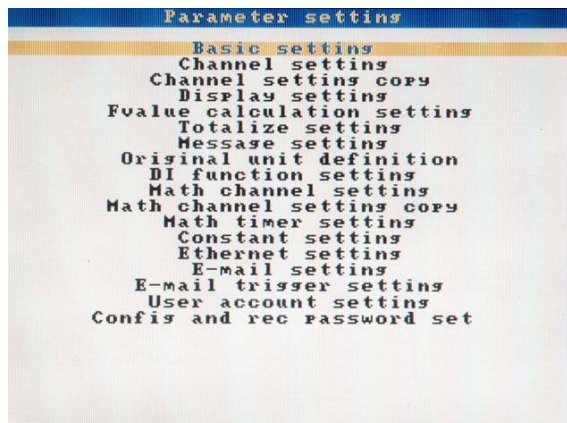 Parameter setting
Basic setting
Channel setting
Channel setting copy
Display setting
Fvalue calculation setting
Totalize setting
Message setting
Original unit definition
DI function setting
Math channel setting
Math channel setting copy
Math timer setting
Constant setting
Ethernet setting
E-mail setting
E-mail trigger setting
User account setting
Config and rec password set